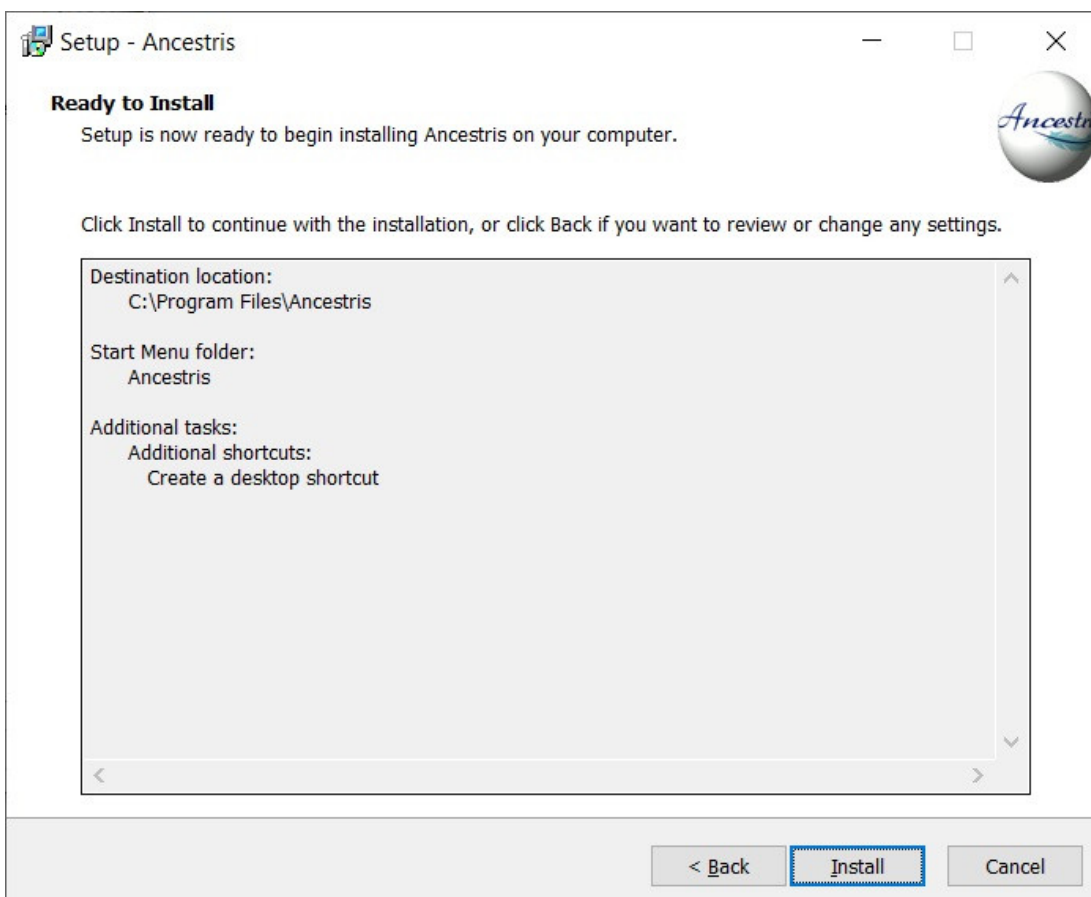 Setup - Ancestris
Ready to Install
Setup is now ready to begin installing Ancestris on your computer.
Ancestr
Click Install to continue with the installation, or click Back if you want to review or change any settings.
Destination location:
C:\Program Files\Ancestris
Start Menu folder:
Ancestris
Additional tasks:
Additional shortcuts:
Create a desktop shortcut
< Back
Install
Cancel